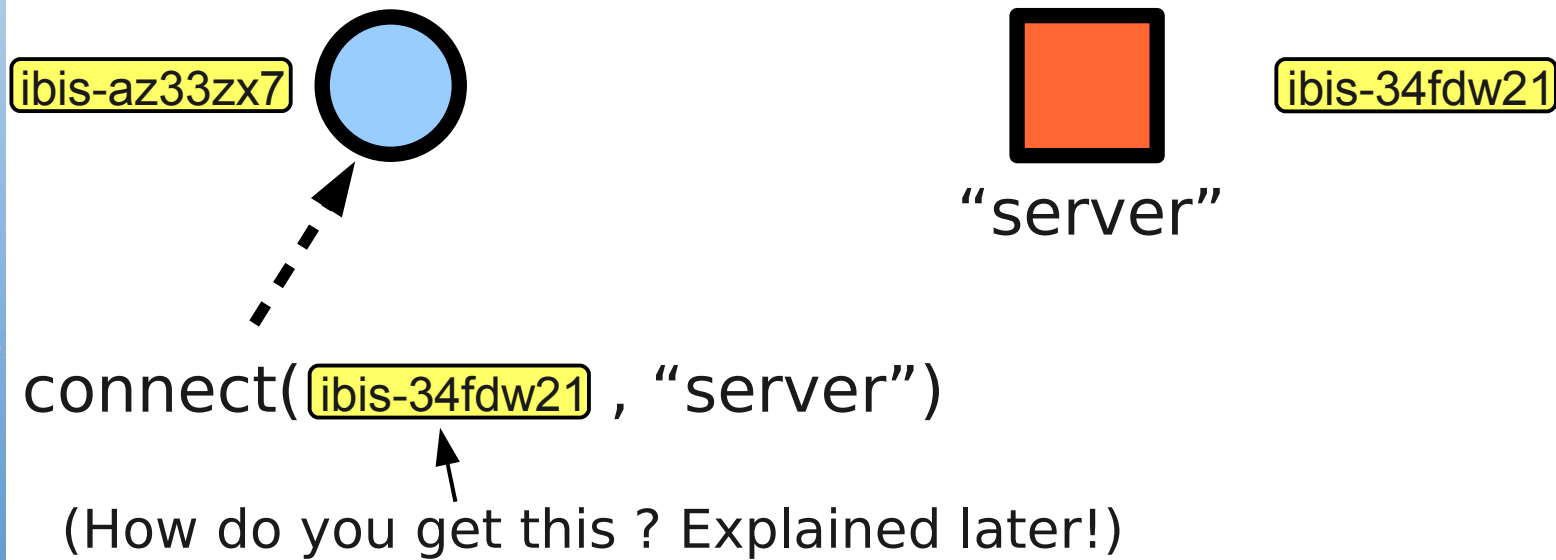 ibis-az33zx7
ibis-34fdw21
“server”
connect( ibis-34fdw21 , “server”)
(How do you get this ? Explained later!)